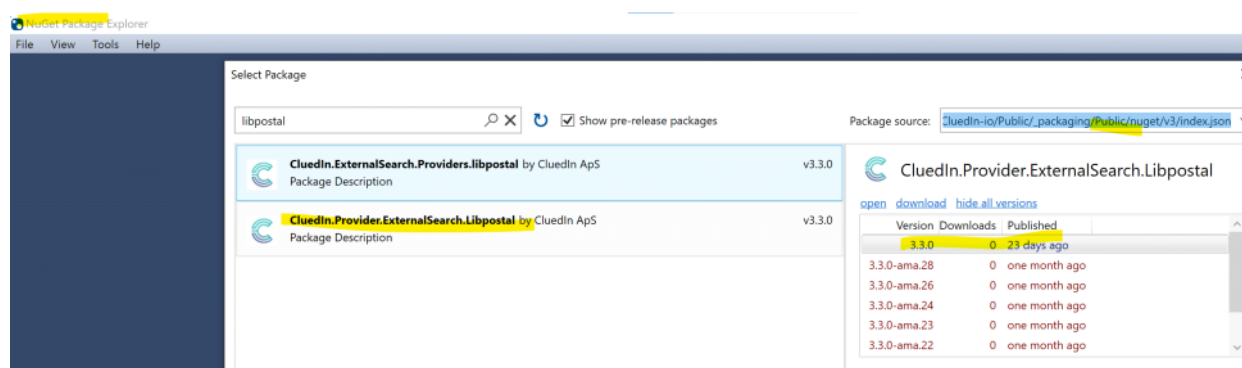 NuGet Package Explorer
File View Tools Help
Select Package
libpostal Show pre-release packages Package source: CluedIn-io/Public/_packaging/Public/nuget/v3/index.json
CluedIn.ExternalSearch.Providers.libpostal by CluedIn ApS v3.3.0
Package Description
CluedIn.Provider.ExternalSearch.Libpostal by CluedIn ApS v3.3.0
Package Description
CluedIn.Provider.ExternalSearch.Libpostal
open download hide all versions
Version Downloads Published
3.3.0 0 23 days ago
3.3.0-ama.28 0 one month ago
3.3.0-ama.26 0 one month ago
3.3.0-ama.24 0 one month ago
3.3.0-ama.23 0 one month ago
3.3.0-ama.22 0 one month ago